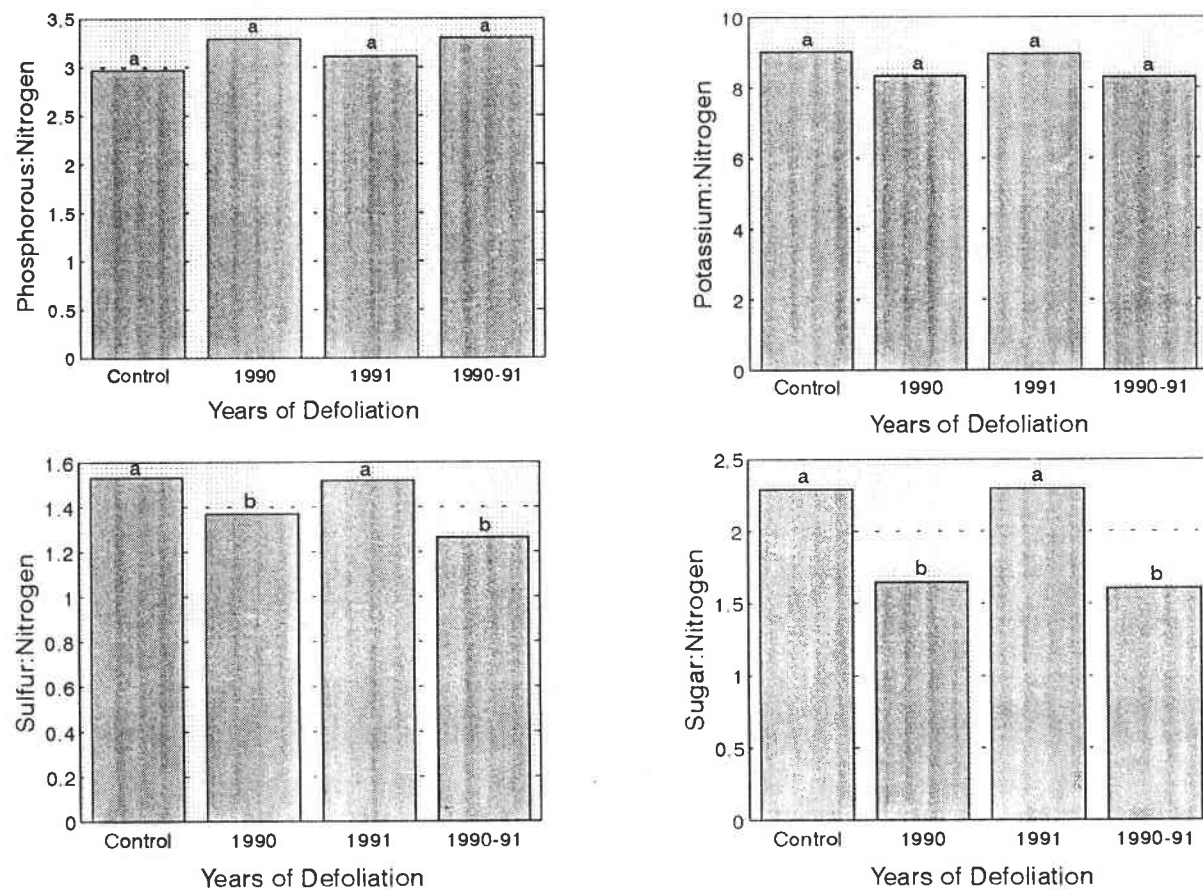 Phosphorous:Nitrogen
3.5
3
2.5
2
1.5
1
0.5
0
a
a
a
a
Control 1990 1991 1990-91
Years of Defoliation
Potassium:Nitrogen
10
8
6
4
2
0
a
a
a
a
Control 1990 1991 1990-91
Years of Defoliation
Sulfur:Nitrogen
1.6
1.4
1.2
1
0.8
0.6
0.4
0.2
0
a
b
a
b
Control 1990 1991 1990-91
Years of Defoliation
Sugar:Nitrogen
2.5
2
1.5
1
0.5
0
a
b
a
b
Control 1990 1991 1990-91
Years of Defoliation